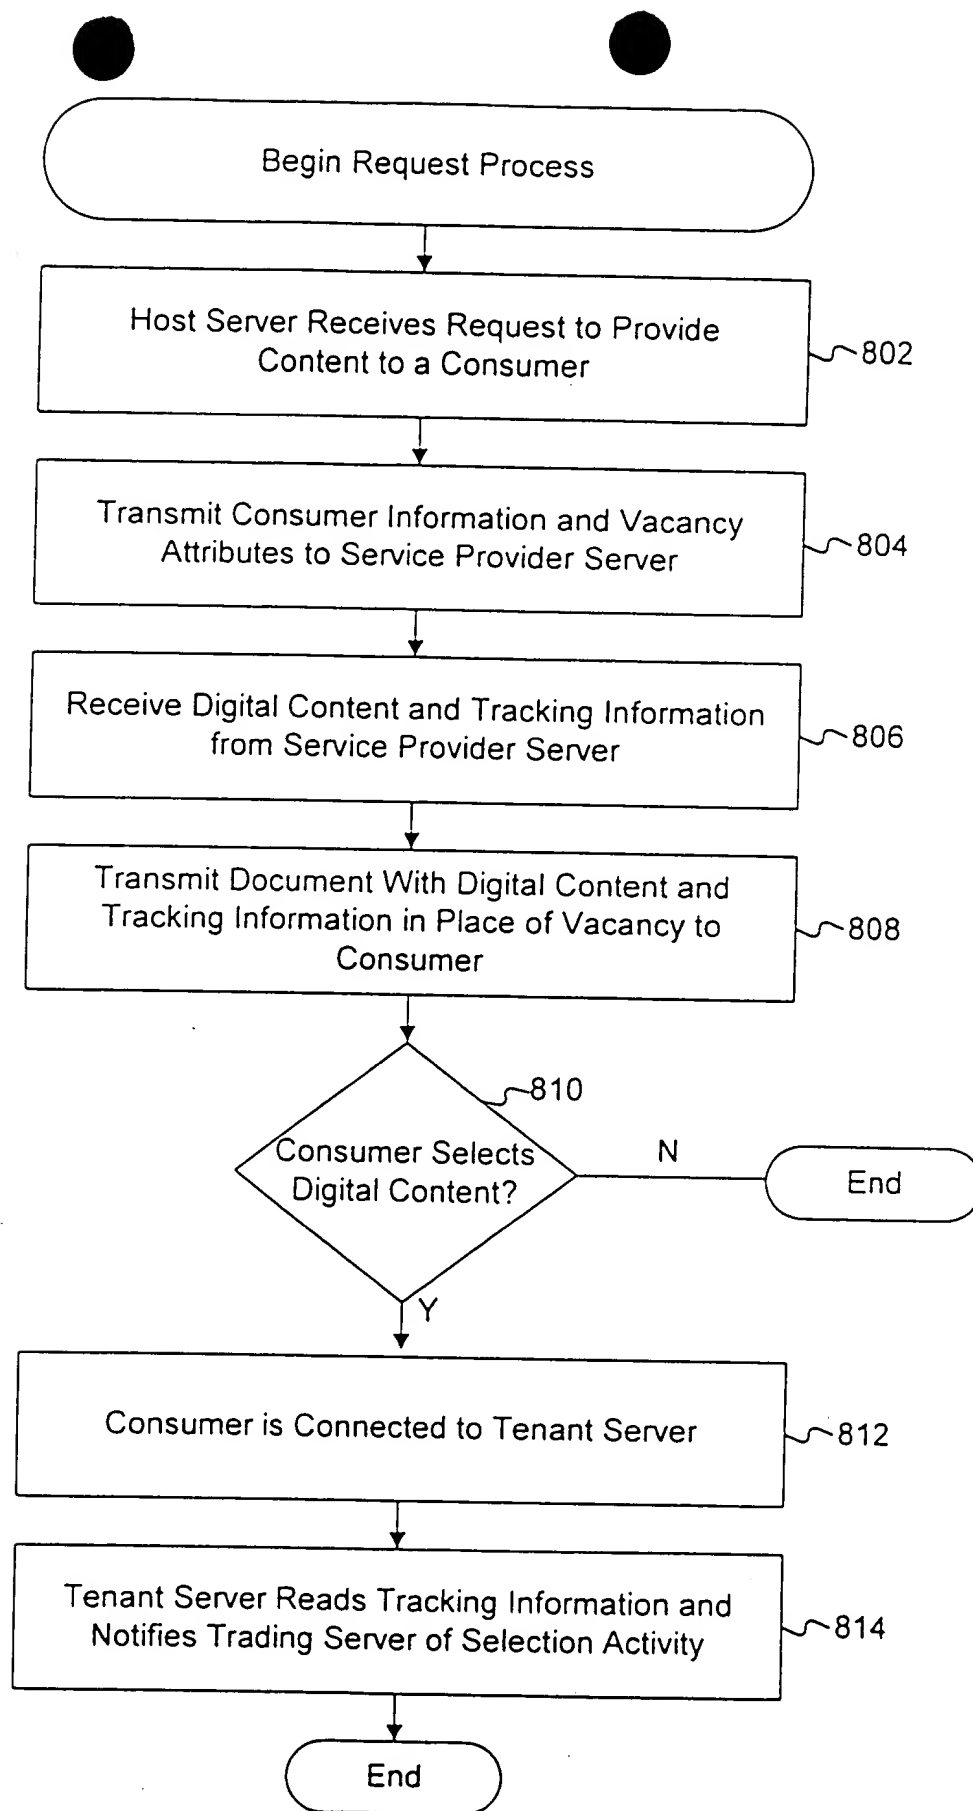 Begin Request Process
Host Server Receives Request to Provide
Content to a Consumer
802
Transmit Consumer Information and Vacancy
Attributes to Service Provider Server
804
Receive Digital Content and Tracking Information
from Service Provider Server
806
Transmit Document With Digital Content and
Tracking Information in Place of Vacancy to
Consumer
808
810
Consumer Selects
Digital Content?
N
End
Y
Consumer is Connected to Tenant Server
812
Tenant Server Reads Tracking Information and
Notifies Trading Server of Selection Activity
814
End